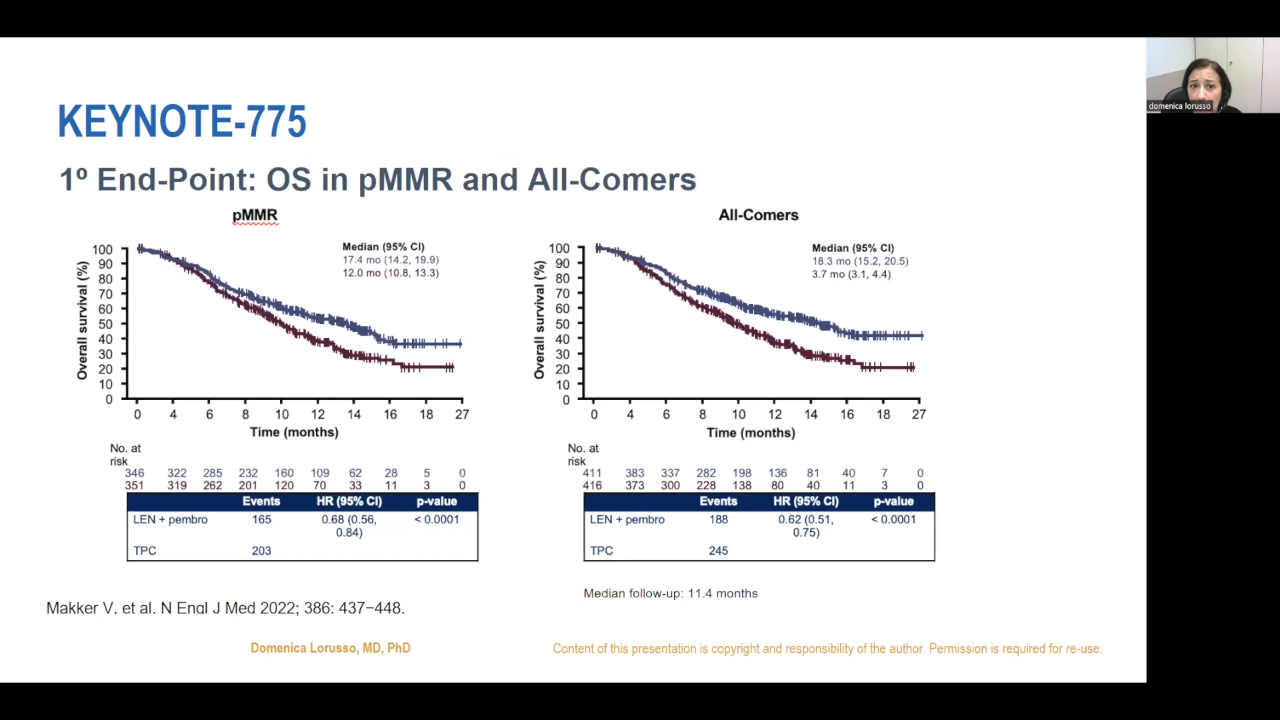 domenica lorusso
KEYNOTE-775
1º End-Point: OS in pMMR and All-Comers
pMMR
Median (95% CI)
17.4 mo (14.2, 19.9)
12.0 mo (10.8, 13.3)
Overall survival (%)
100
90
80
70
60
50
40
30
20
10
0
0 4 6 8 10 12 14 16 18 27
Time (months)
No. at
risk
346 322 285 232 160 109 62 28 5 0
351 319 262 201 120 70 33 11 3 0
Events HR (95% CI) p-value
LEN + pembro 165 0.68 (0.56, < 0.0001
0.84)
TPC 203
All-Comers
Median (95% CI)
18.3 mo (15.2, 20.5)
3.7 mo (3.1, 4.4)
Overall survival (%)
100
90
80
70
60
50
40
30
20
10
0
0 4 6 8 10 12 14 16 18 27
Time (months)
No. at
risk
411 383 337 282 198 136 81 40 7 0
416 373 300 228 138 80 40 11 3 0
Events HR (95% CI) p-value
LEN + pembro 188 0.62 (0.51, < 0.0001
0.75)
TPC 245
Median follow-up: 11.4 months
Makker V, et al. N Engl J Med 2022; 386: 437–448.
Domenica Lorusso, MD, PhD
Content of this presentation is copyright and responsibility of the author. Permission is required for re-use.